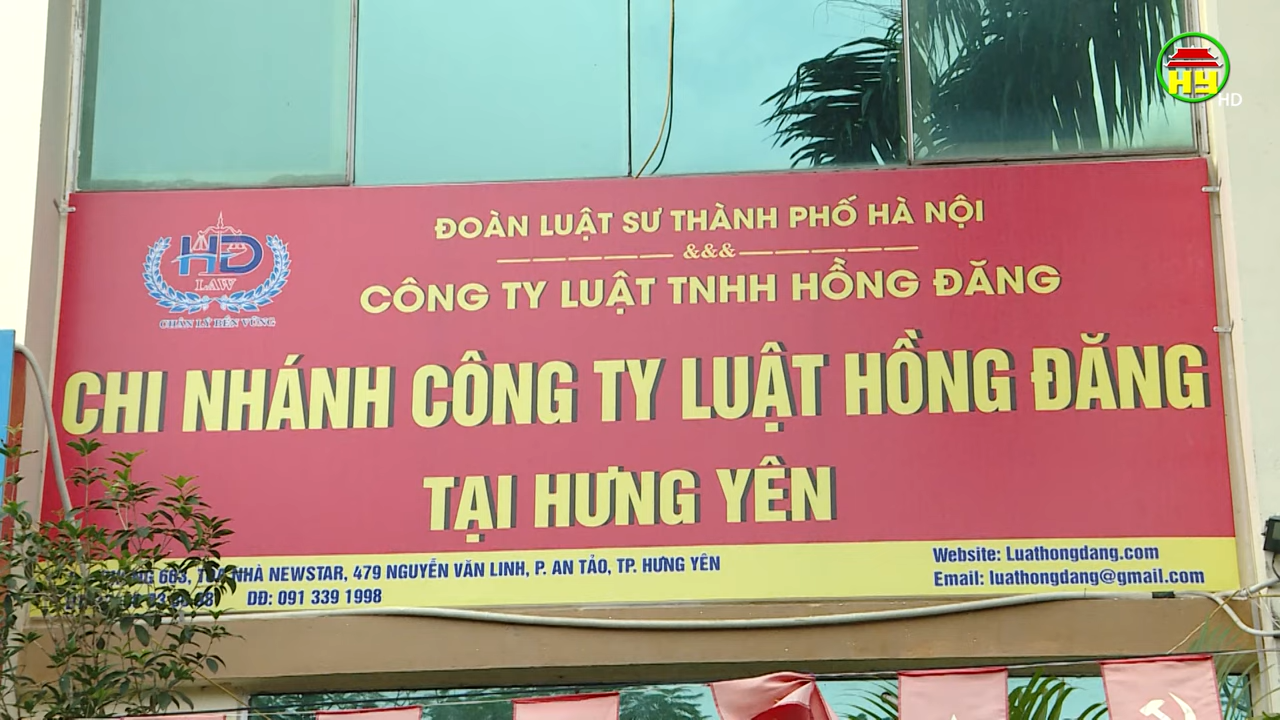 HY
HD
ĐOÀN LUẬT SƯ THÀNH PHỐ HÀ NỘI
&&&
CÔNG TY LUẬT TNHH HỒNG ĐĂNG
HD
LAW
CHÂN LÝ BỀN VỮNG
CHI NHÁNH CÔNG TY LUẬT HỒNG ĐĂNG
TẠI HƯNG YÊN
NHÀ NEWSTAR, 479 NGUYỄN VĂN LINH, P. AN TẢO, TP. HƯNG YÊN
DĐ: 091 339 1998
Website: Luathongdang.com
Email: luathongdang@gmail.com